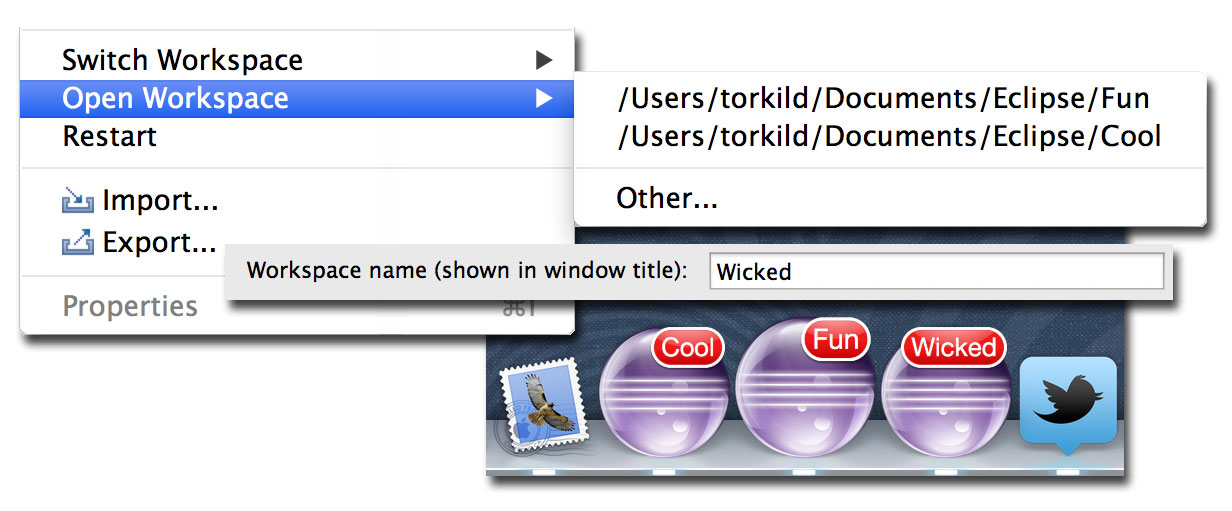 Switch Workspace
Open Workspace
Restart
Import...
Export...
Properties
/Users/torkild/Documents/Eclipse/Fun
/Users/torkild/Documents/Eclipse/Cool
Other...
Workspace name (shown in window title): Wicked
Cool
Fun
Wicked